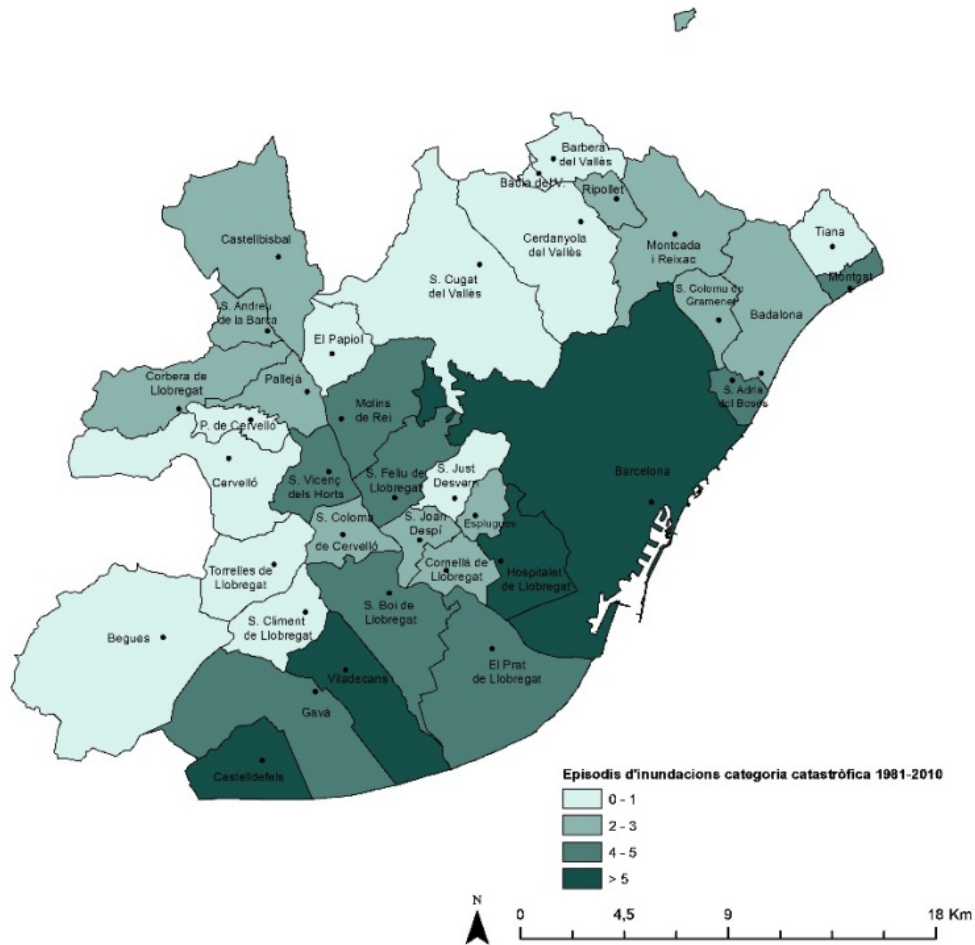 Barberà
del Vallès
Badia del V.
Ripollet
Castellbisbal
Cerdanyola
del Vallès
Montcada
i Reixac
Tiana
Montgat
S. Cugat
del Vallès
S. Coloma de
Gramenet
Badalona
S. Andreu
de la Barca
El Papiol
Corbera de
Llobregat
Pallejà
Molins
de Rei
S. Adrià
del Besòs
P. de Cervelló
Cervelló
S. Vicenç
dels Horts
S. Feliu de
Llobregat
S. Just
Desvern
Barcelona
S. Coloma
de Cervelló
S. Joan
Despí
Esplugues
Torrelles de
Llobregat
Cornellà de
Llobregat
Hospitalet
de Llobregat
S. Boi de
Llobregat
Begues
S. Climent
de Llobregat
El Prat
de Llobregat
Viladecans
Gavà
Castelldefels
Episodis d'inundacions categoria catastròfica 1981-2010
0 - 1
2 - 3
4 - 5
> 5
N
0 4,5 9 18 Km